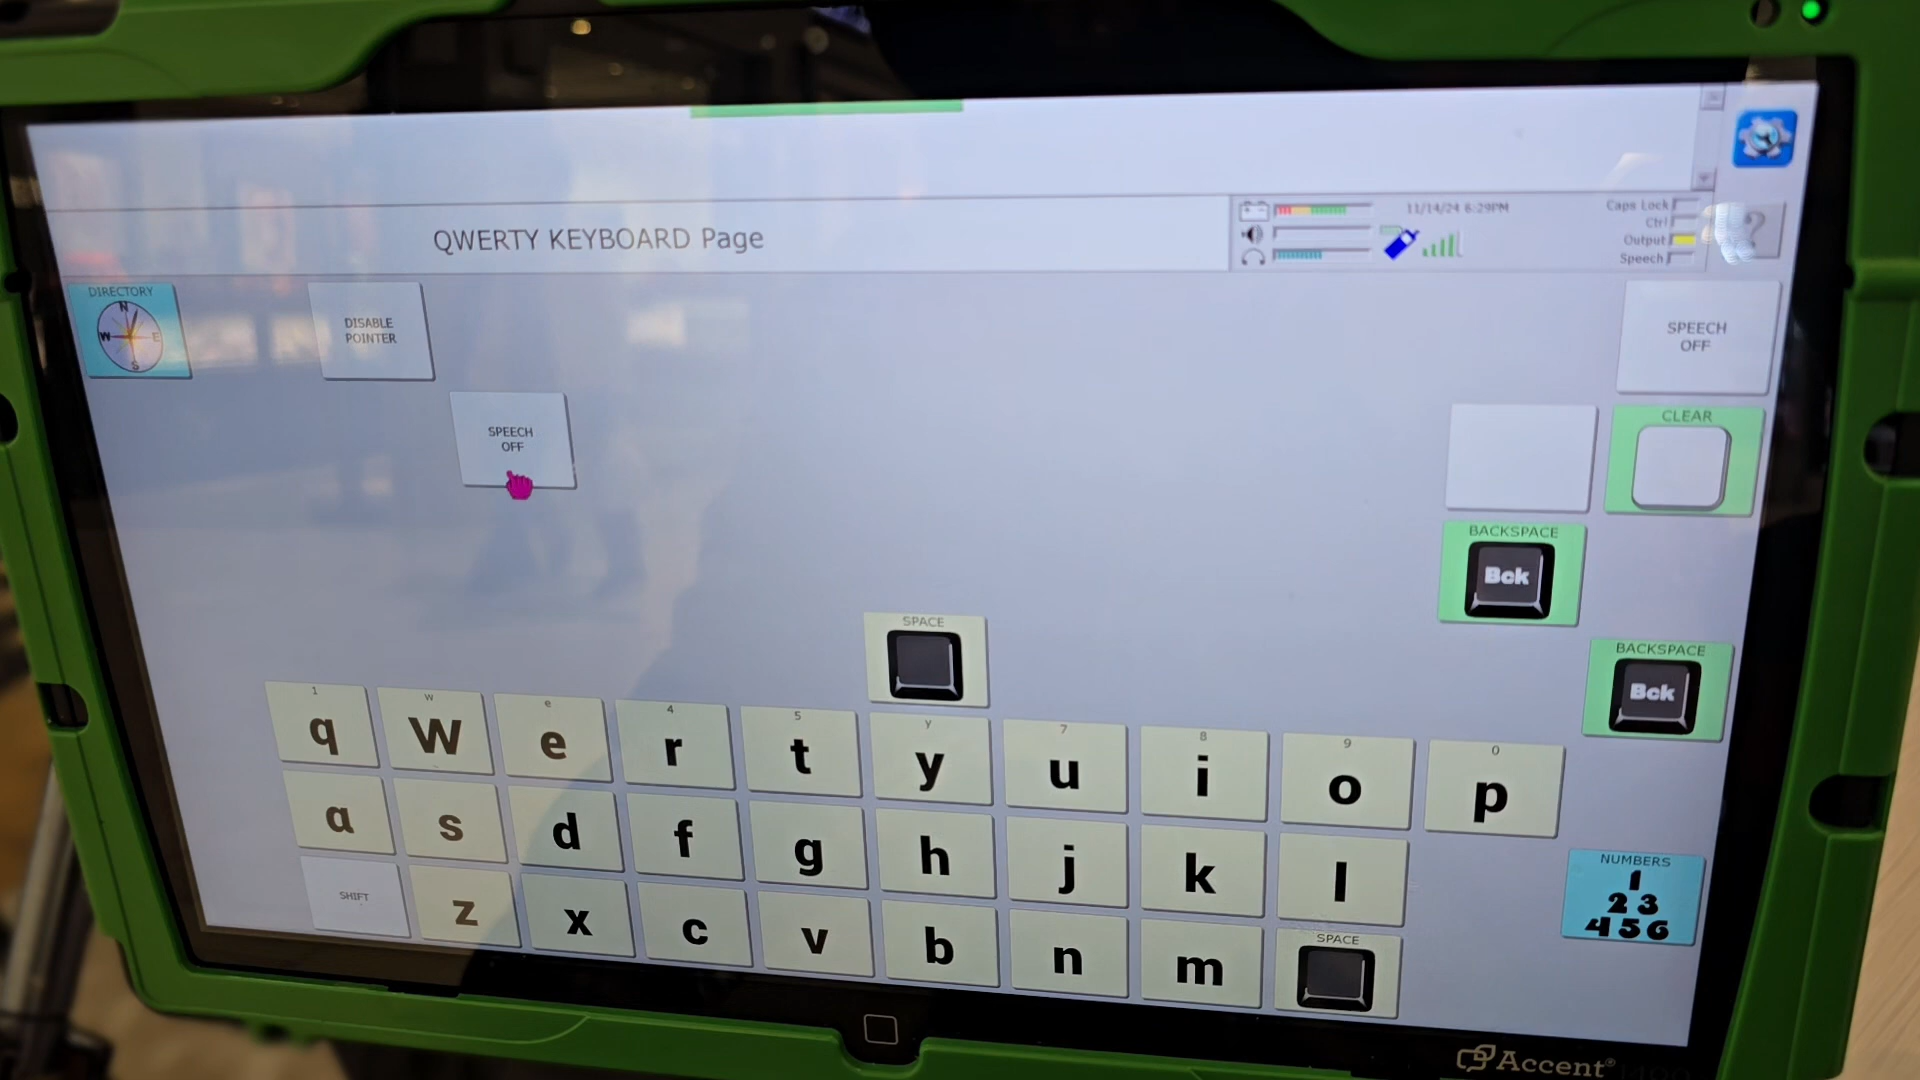 QWERTY KEYBOARD Page
11/14/24 6:29PM
Caps Lock
Ctrl
Output
Speech
?
DIRECTORY
N
W E
S
DISABLE
POINTER
SPEECH
OFF
SPEECH
OFF
CLEAR
BACKSPACE
Bck
SPACE
BACKSPACE
Bck
1 w e 4 5 y 7 8 9 0
q w e r t y u i o p
a s d f g h j k l
NUMBERS
1
2 3
4 5 6
SHIFT z x c v b n m SPACE
Accent®